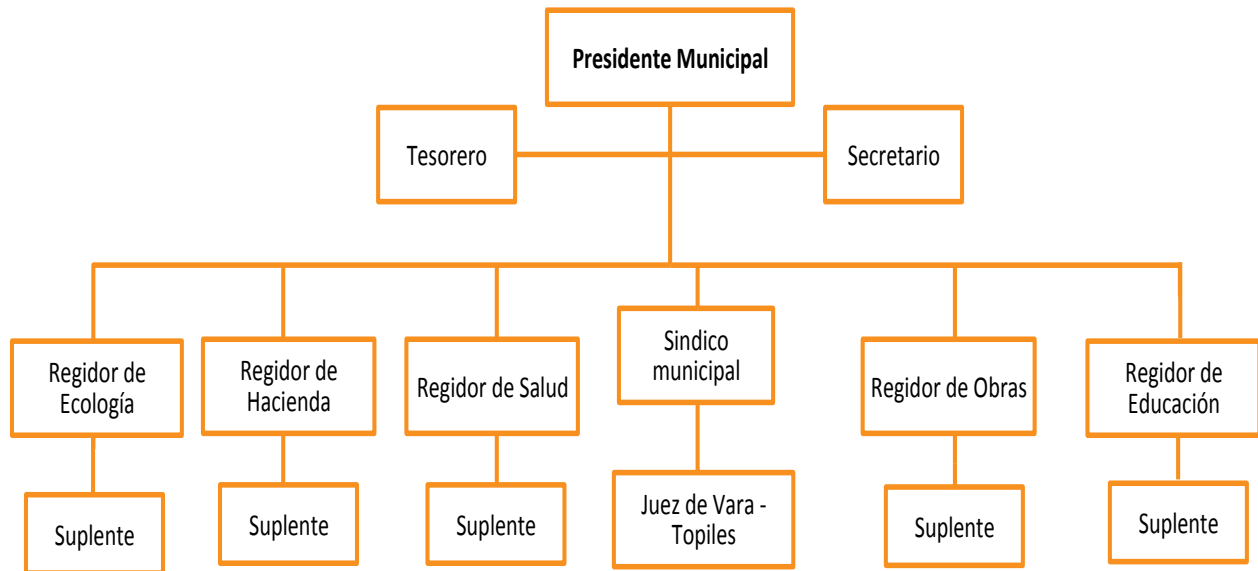 Presidente Municipal
Tesorero
Secretario
Regidor de
Ecología
Regidor de
Hacienda
Regidor de Salud
Sindico
municipal
Regidor de Obras
Regidor de
Educación
Suplente
Suplente
Suplente
Juez de Vara -
Topiles
Suplente
Suplente